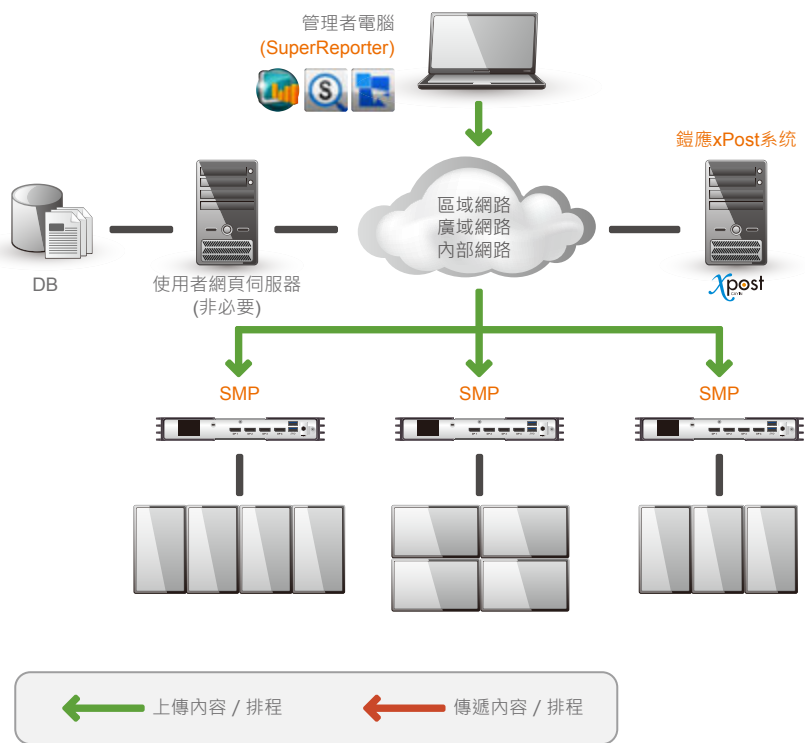 管理者電腦
(SuperReporter)
S
鎧應xPost系统
區域網路
廣域網路
內部網路
DB
使用者網頁伺服器
(非必要)
Xpost
SMP
SMP
SMP
上傳內容 / 排程
傳遞內容 / 排程